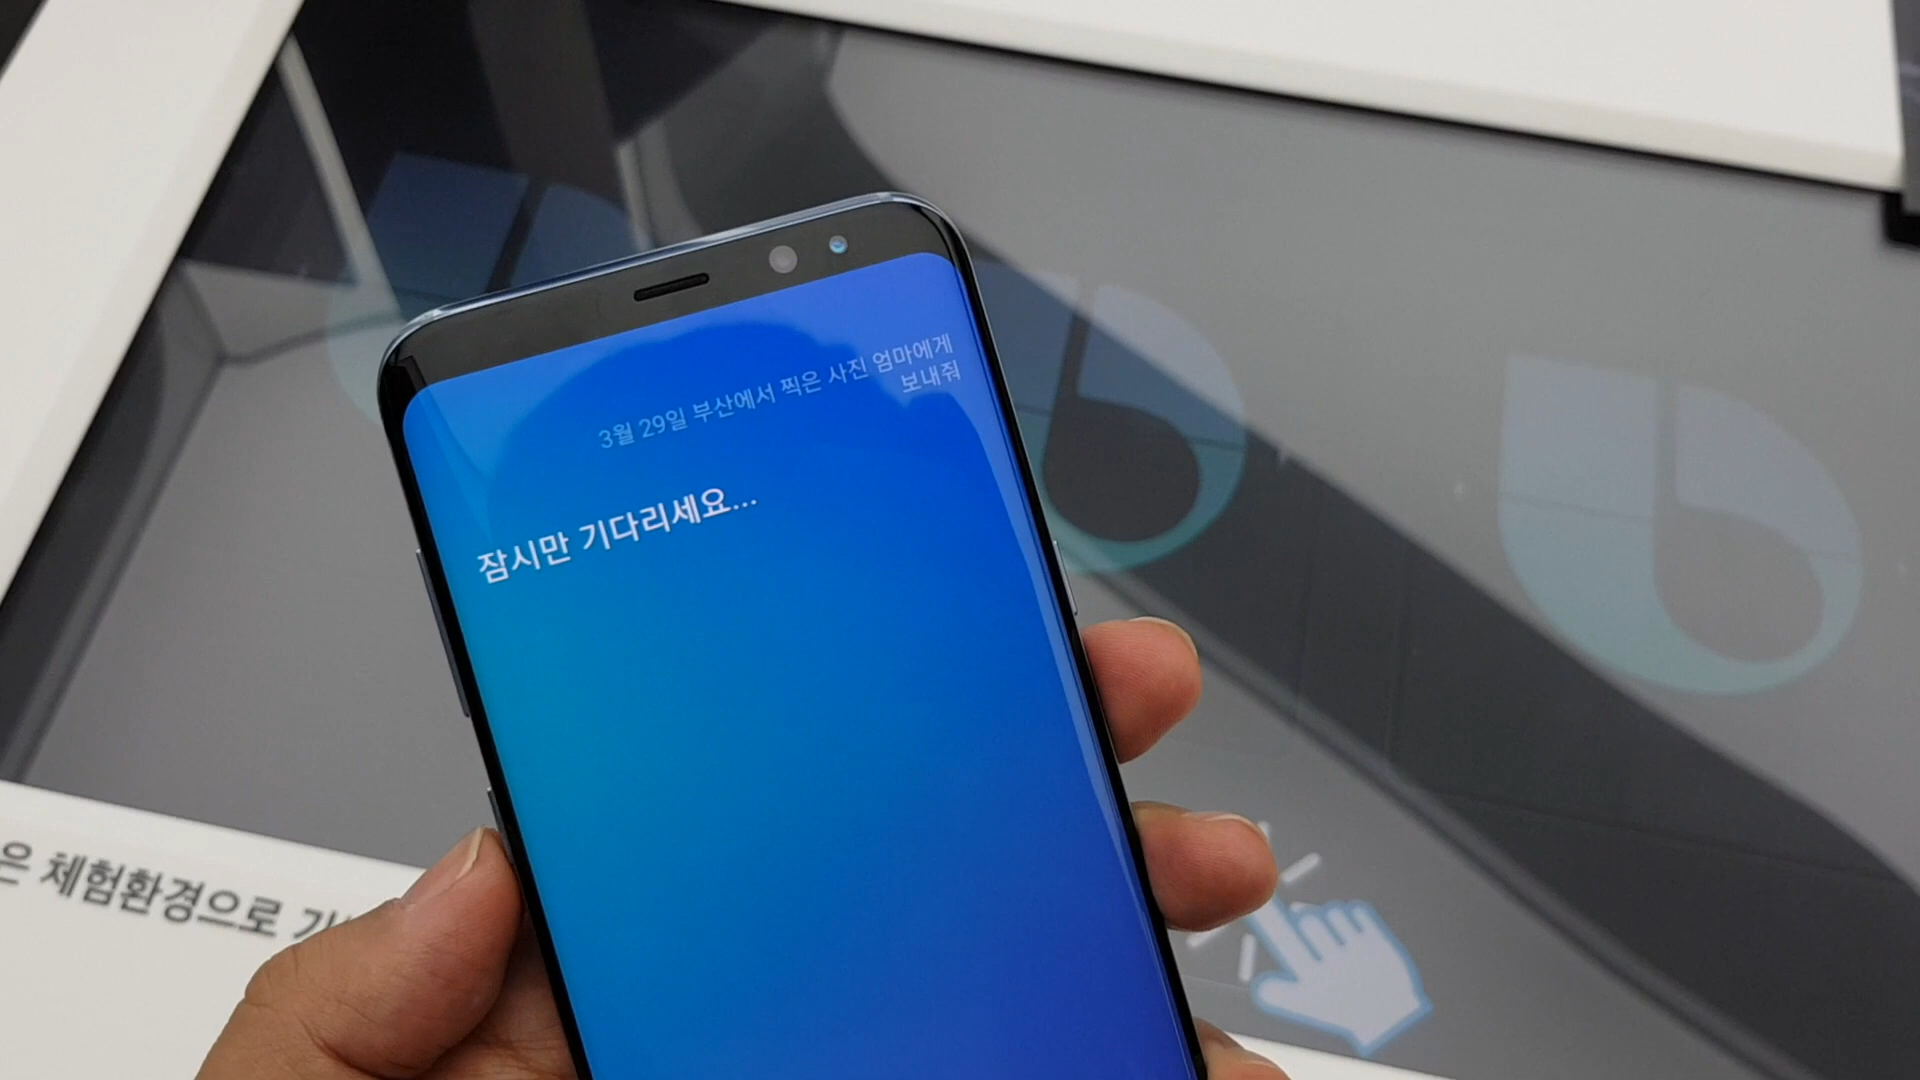 3월 29일 부산에서 찍은 사진 엄마에게
보내줘
잠시만 기다리세요...
은 체험환경으로